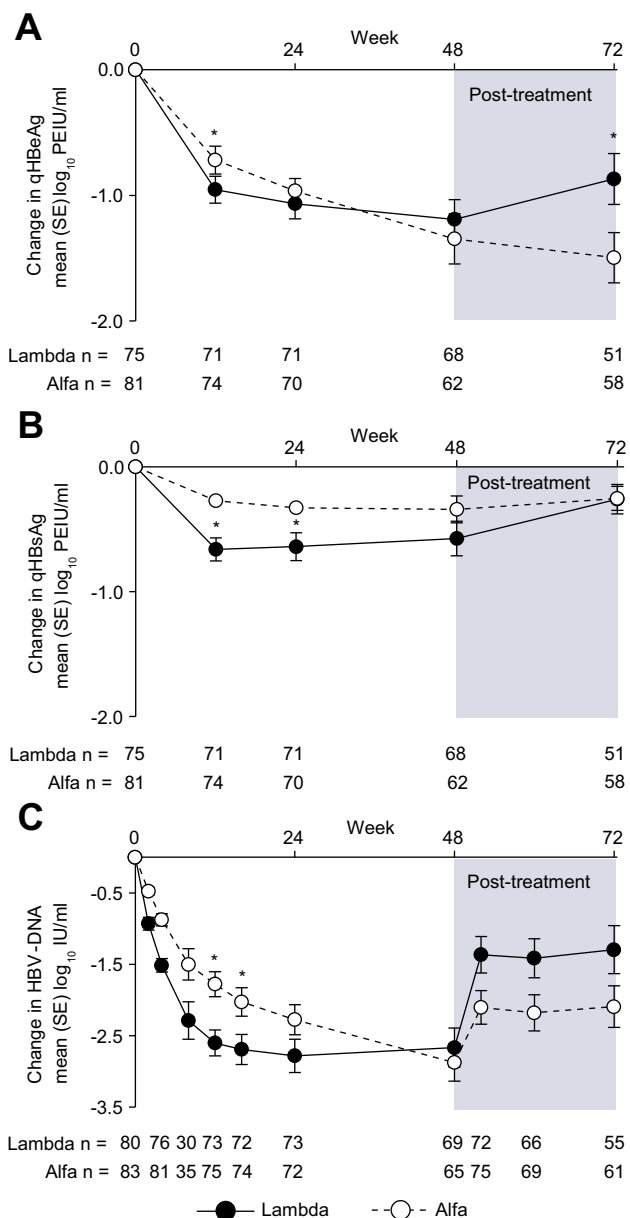 A
Week
0 24 48 72
0.0
-1.0
-2.0
Change in qHBeAg
mean (SE) log10 PEIU/ml
Post-treatment
*
*
Lambda n = 75 71 71 68 51
Alfa n = 81 74 70 62 58
B
Week
0 24 48 72
0.0
-1.0
-2.0
Change in qHBsAg
mean (SE) log10 PEIU/ml
Post-treatment
* *
Lambda n = 75 71 71 68 51
Alfa n = 81 74 70 62 58
C
Week
0 24 48 72
-0.5
-1.5
-2.5
-3.5
Change in HBV-DNA
mean (SE) log10 IU/ml
Post-treatment
* *
Lambda n 80 76 30 73 72 73 69 72 66 55
Alfa n = 83 81 35 75 74 72 65 75 69 61
Lambda Alfa